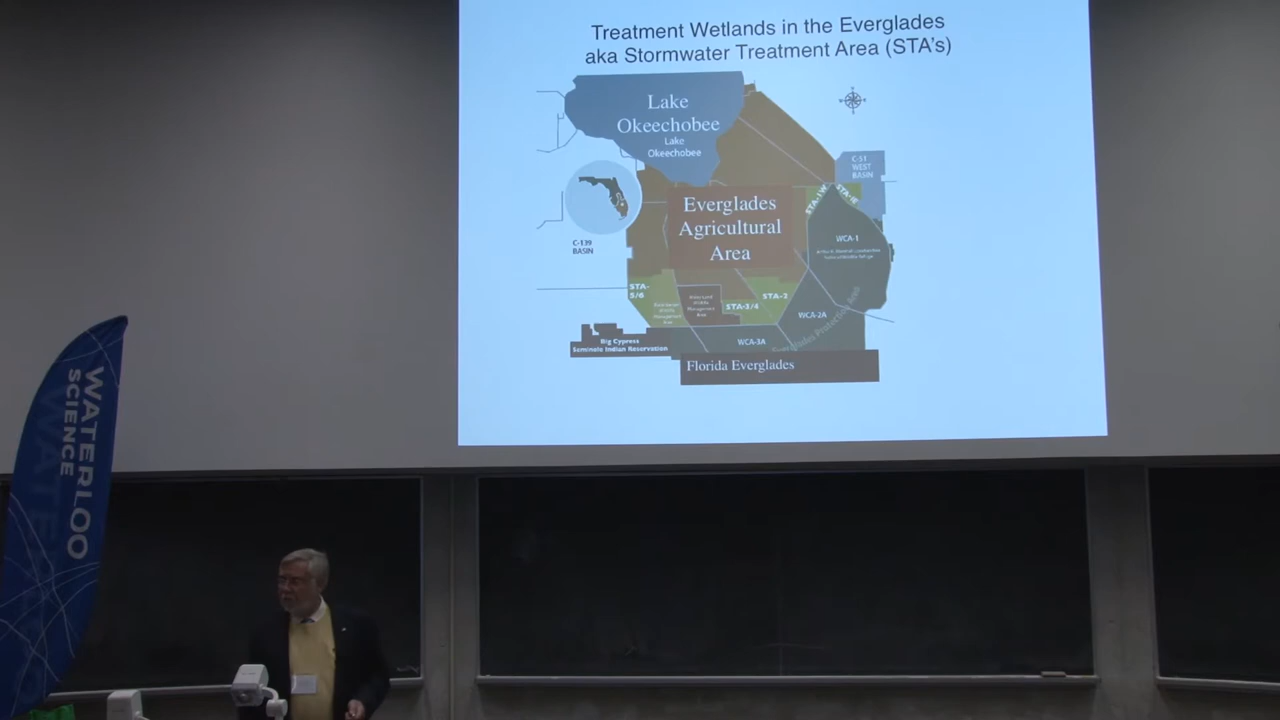 Treatment Wetlands in the Everglades
aka Stormwater Treatment Area (STA's)
Lake
Okeechobee
Lake
Okeechobee
C-51
WEST
BASIN
STA-1W
STA-1E
Everglades
Agricultural
Area
C-139
BASIN
WCA-1
STA-
5/6
STA-2
STA-3/4
Management
Area
WCA-2A
Everglades Protection Area
WCA-3A
Big Cypress
Seminole Indian Reservation
Florida Everglades
WATERLOO
SCIENCE